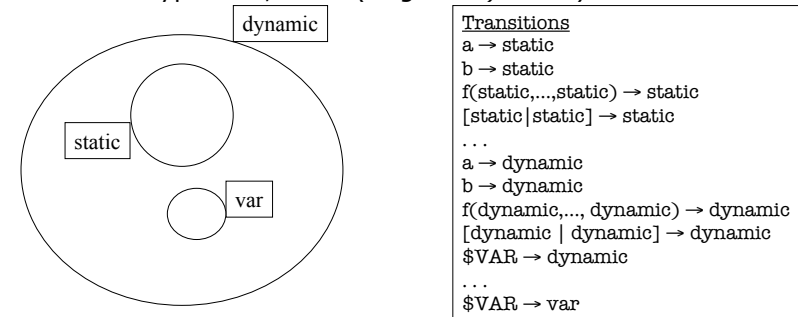 dynamic
static
var
Transitions
a → static
b → static
f(static,...,static) → static
[static|static] → static
. . .
a → dynamic
b → dynamic
f(dynamic,..., dynamic) → dynamic
[dynamic | dynamic] → dynamic
$VAR → dynamic
. . .
$VAR → var